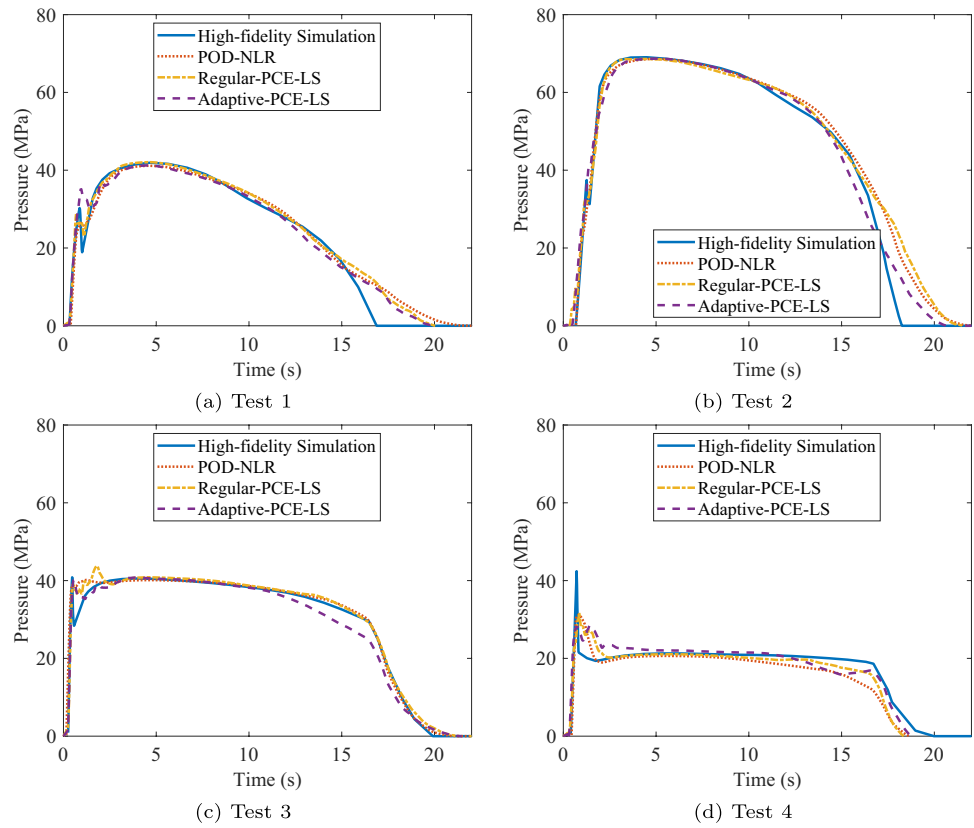 80
60
40
20
0
Pressure (MPa)
High-fidelity Simulation
POD-NLR
Regular-PCE-LS
Adaptive-PCE-LS
0 5 10 15 20
Time (s)
(a) Test 1
80
60
40
20
0
Pressure (MPa)
High-fidelity Simulation
POD-NLR
Regular-PCE-LS
Adaptive-PCE-LS
0 5 10 15 20
Time (s)
(b) Test 2
80
60
40
20
0
Pressure (MPa)
High-fidelity Simulation
POD-NLR
Regular-PCE-LS
Adaptive-PCE-LS
0 5 10 15 20
Time (s)
(c) Test 3
80
60
40
20
0
Pressure (MPa)
High-fidelity Simulation
POD-NLR
Regular-PCE-LS
Adaptive-PCE-LS
0 5 10 15 20
Time (s)
(d) Test 4